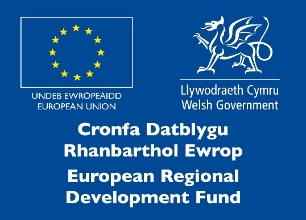 UNDEB EWROPEAIDD
EUROPEAN UNION
Llywodraeth Cymru
Welsh Government
Cronfa Datblygu
Rhanbarthol Ewrop
European Regional
Development Fund